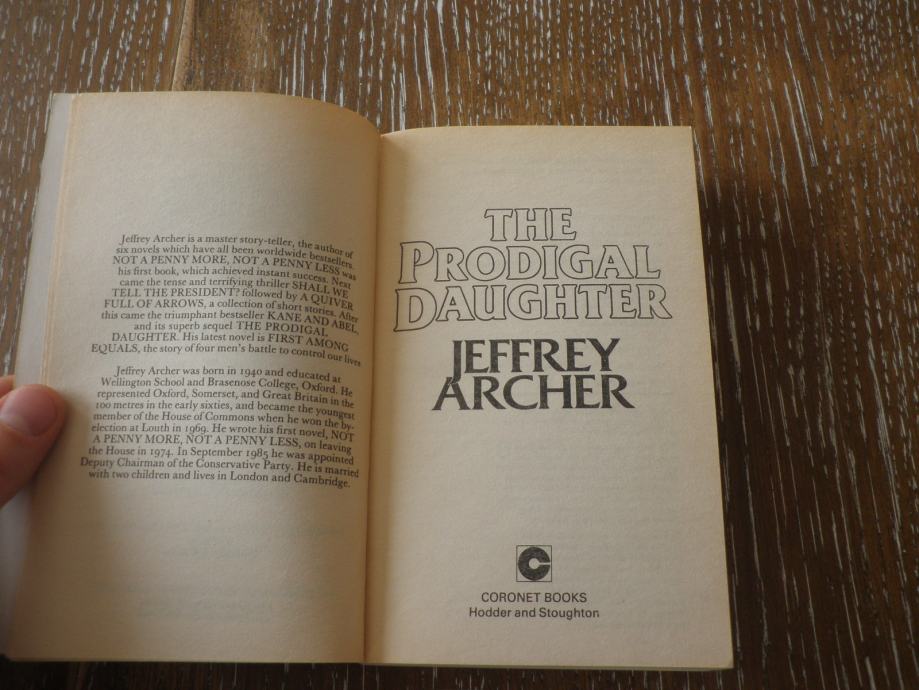 Jeffrey Archer is a master story-teller, the author of
six novels which have all been worldwide bestsellers.
NOT A PENNY MORE, NOT A PENNY LESS was
his first book, which achieved instant success. Next
came the tense and terrifying thriller SHALL WE
TELL THE PRESIDENT? followed by A QUIVER
FULL OF ARROWS, a collection of short stories. After
this came the triumphant bestseller KANE AND ABEL,
and its superb sequel THE PRODIGAL
DAUGHTER. His latest novel is FIRST AMONG
EQUALS, the story of four men's battle to control our lives
Jeffrey Archer was born in 1940 and educated at
Wellington School and Brasenose College, Oxford. He
represented Oxford, Somerset, and Great Britain in the
100 metres in the early sixties, and became the youngest
member of the House of Commons when he won the by-
election at Louth in 1969. He wrote his first novel, NOT
A PENNY MORE, NOT A PENNY LESS, on leaving
the House in 1974. In September 1985 he was appointed
Deputy Chairman of the Conservative Party. He is married
with two children and lives in London and Cambridge.
THE
PRODIGAL
DAUGHTER
JEFFREY
ARCHER
CORONET BOOKS
Hodder and Stoughton